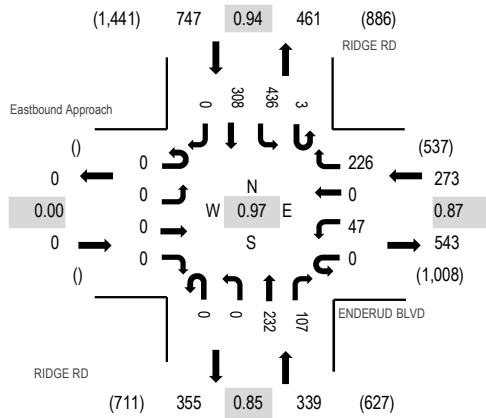 (1,441) 747 0.94 461 (886)
RIDGE RD
0 308 436 3
Eastbound Approach
() (537)
0 0 226 273
0 N 0
0.00 W 0.97 E 0.87
0 S 47
0 0 0 543
() (1,008)
0 0 232 107
ENDERUD BLVD
RIDGE RD
(711) 355 0.85 339 (627)